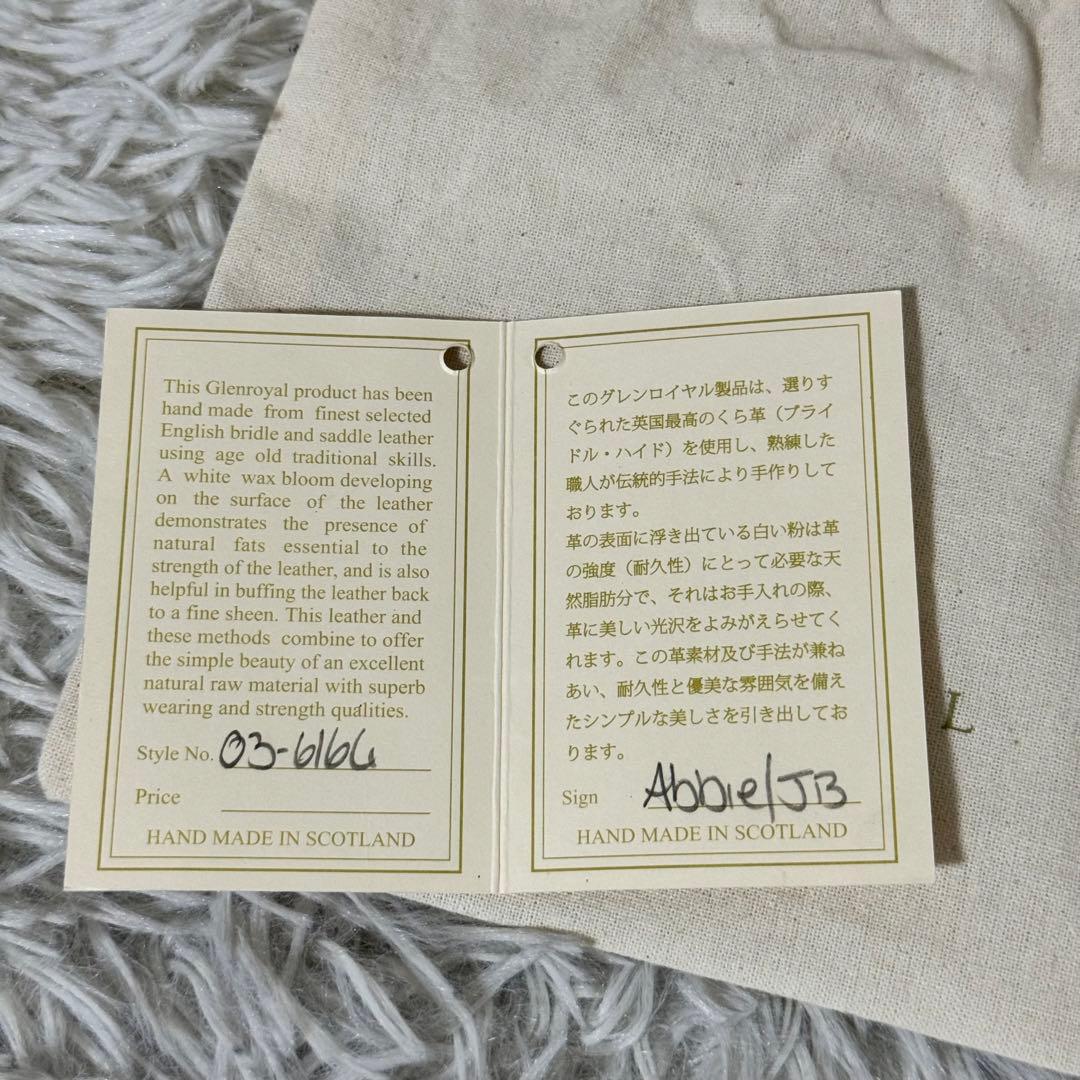 This Glenroyal product has been
hand made from finest selected
English bridle and saddle leather
using age old traditional skills.
A white wax bloom developing
on the surface of the leather
demonstrates the presence of
natural fats essential to the
strength of the leather, and is also
helpful in buffing the leather back
to a fine sheen. This leather and
these methods combine to offer
the simple beauty of an excellent
natural raw material with superb
wearing and strength qualities.
Style No.
Price
HAND MADE IN SCOTLAND
このグレンロイヤル製品は、選りす
ぐられた英国最高のくら革（ブライ
ドル・ハイド）を使用し、熟練した
職人が伝統的手法により手作りして
おります。
革の表面に浮き出ている白い粉は革
の強度（耐久性）にとって必要な天
然脂肪分で、それはお手入れの際、
革に美しい光沢をよみがえらせてく
れます。この革素材及び手法が兼ね
あい、耐久性と優美な雰囲気を備え
たシンプルな美しさを引き出してお
ります。
Sign Abbie/JB
HAND MADE IN SCOTLAND
L